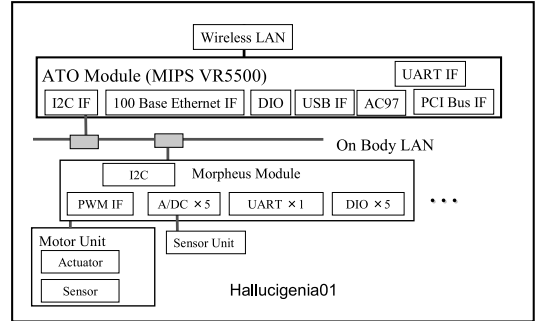 Wireless LAN
ATO Module (MIPS VR5500)
UART IF
I2C IF
100 Base Ethernet IF
DIO
USB IF
AC97
PCI Bus IF
On Body LAN
I2C
Morpheus Module
PWM IF
A/DC ×5
UART ×1
DIO ×5
• • •
Motor Unit
Actuator
Sensor
Sensor Unit
Hallucigenia01